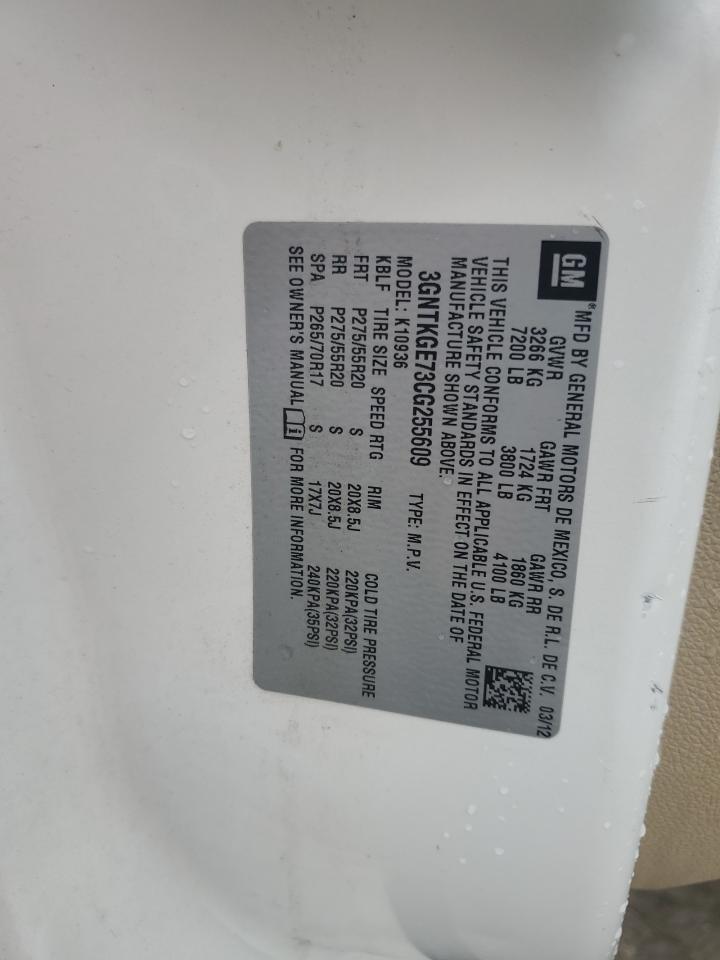 GM
® MFD BY GENERAL MOTORS DE MEXICO, S. DE R.L. DE C.V. 03/12
GVWR GAWR FRT GAWR RR
3266 KG 1724 KG 1860 KG
7200 LB 3800 LB 4100 LB
THIS VEHICLE CONFORMS TO ALL APPLICABLE U.S. FEDERAL MOTOR
VEHICLE SAFETY STANDARDS IN EFFECT ON THE DATE OF
MANUFACTURE SHOWN ABOVE.
3GNTKGE73CG255609 TYPE: M.P.V.
MODEL: K10936
KBLF TIRE SIZE SPEED RTG RIM COLD TIRE PRESSURE
FRT P275/55R20 S 20X8.5J 220KPA(32PSI)
RR P275/55R20 S 20X8.5J 220KPA(32PSI)
SPA P265/70R17 S 17X7J 240KPA(35PSI)
SEE OWNER'S MANUAL FOR MORE INFORMATION.